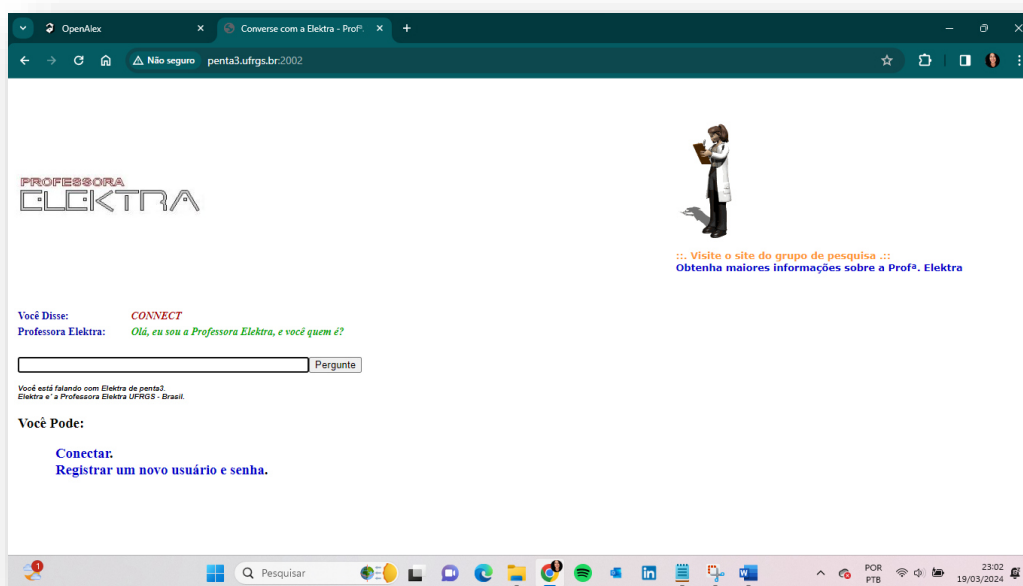 OpenAlex
Converse com a Elektra - Profª.
Não seguro
penta3.ufrgs.br:2002
PROFESSORA
ELEKTRA
::. Visite o site do grupo de pesquisa .::
Obtenha maiores informações sobre a Profª. Elektra
Você Disse: CONNECT
Professora Elektra: Olá, eu sou a Professora Elektra, e você quem é?
Pergunte
Você está falando com Elektra de penta3.
Elektra e' a Professora Elektra UFRGS - Brasil.
Você Pode:
Conectar.
Registrar um novo usuário e senha.
1
Pesquisar
in
W
POR
PTB
23:02
19/03/2024